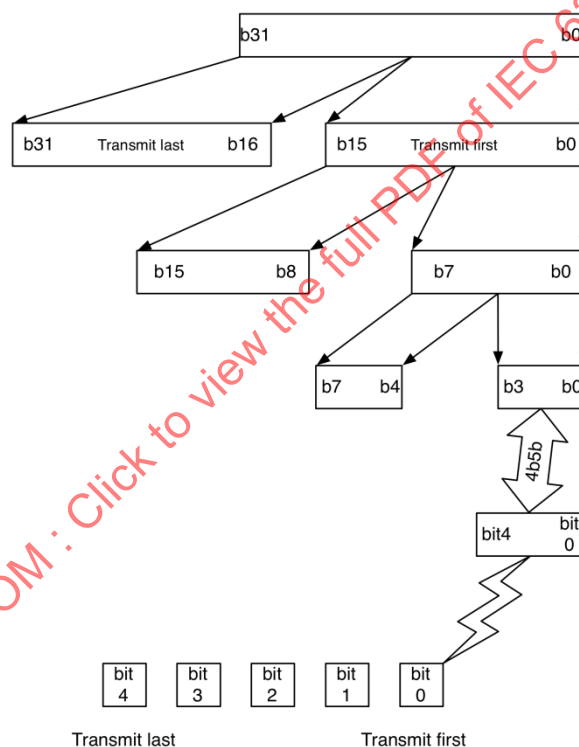 b31 b0
b31 Transmit last b16 b15 Transmit first b0
b15 b8 b7 b0
b7 b4 b3 b0
4b5b
bit4 bit
0
bit bit bit bit bit
4 3 2 1 0
Transmit last Transmit first
OM : Click to view the full PDF of IEC 6